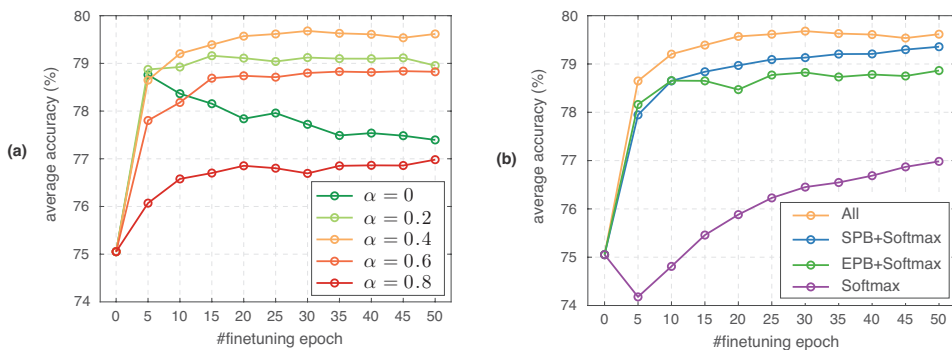 (a)
average accuracy (%)
80
79
78
77
76
75
74
0 5 10 15 20 25 30 35 40 45 50
#finetuning epoch
α = 0
α = 0.2
α = 0.4
α = 0.6
α = 0.8
(b)
average accuracy (%)
80
79
78
77
76
75
74
0 5 10 15 20 25 30 35 40 45 50
#finetuning epoch
All
SPB+Softmax
EPB+Softmax
Softmax